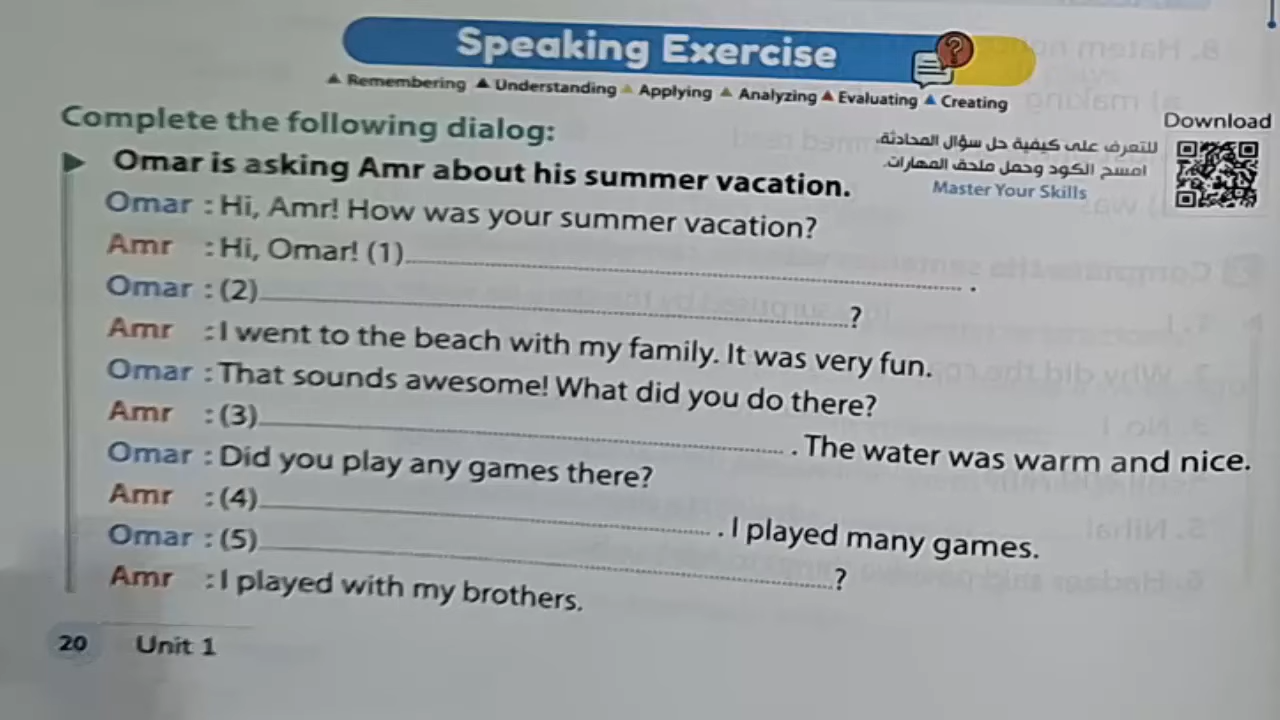 Speaking Exercise
▲ Remembering ▲ Understanding ▲ Applying ▲ Analyzing ▲ Evaluating ▲ Creating
Complete the following dialog:
Download
للتعرف على كيفية حل سؤال المحادثة
امسح الكود وحمل ملحق المهارات.
Master Your Skills
▶ Omar is asking Amr about his summer vacation.
Omar : Hi, Amr! How was your summer vacation?
Amr : Hi, Omar! (1).................... .
Omar : (2)....................?
Amr : I went to the beach with my family. It was very fun.
Omar : That sounds awesome! What did you do there?
Amr : (3).................... . The water was warm and nice.
Omar : Did you play any games there?
Amr : (4).................... . I played many games.
Omar : (5)....................?
Amr : I played with my brothers.
20 Unit 1